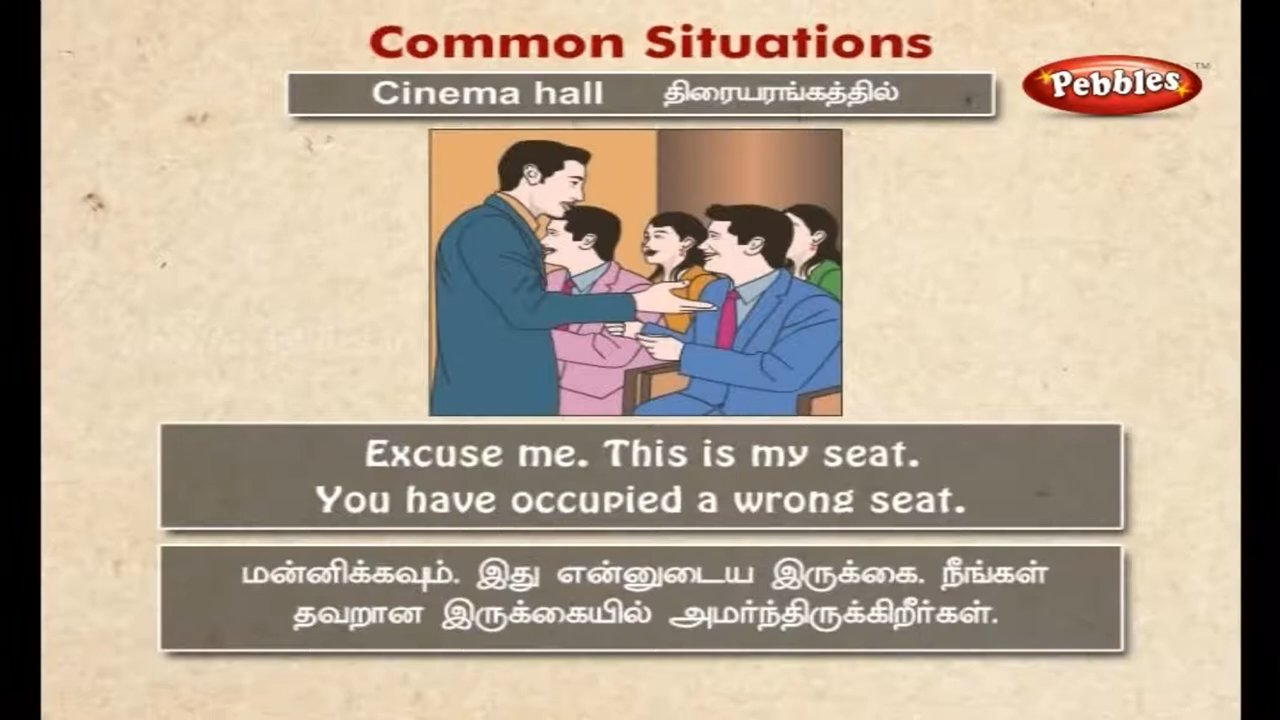 Common Situations
Cinema hall திரையரங்கத்தில்
Pebbles™
Excuse me. This is my seat.
You have occupied a wrong seat.
மன்னிக்கவும். இது என்னுடைய இருக்கை. நீங்கள்
தவறான இருக்கையில் அமர்ந்திருக்கிறீர்கள்.